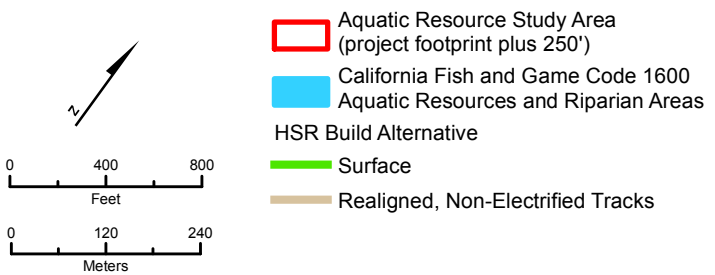 Z
0 400 800
Feet
0 120 240
Meters
Aquatic Resource Study Area
(project footprint plus 250')
California Fish and Game Code 1600
Aquatic Resources and Riparian Areas
HSR Build Alternative
Surface
Realigned, Non-Electrified Tracks